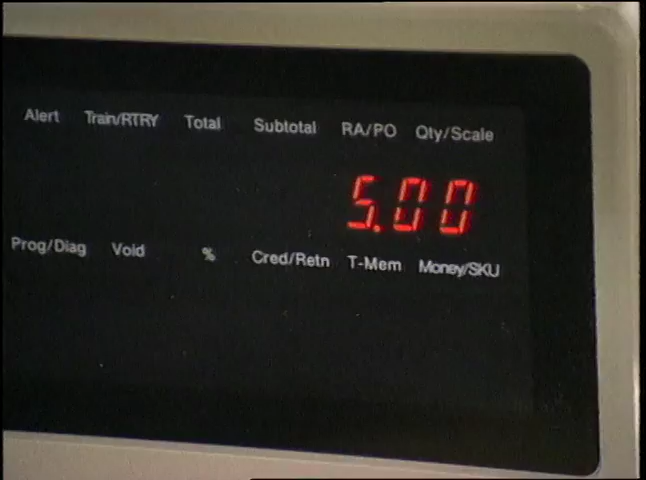 Alert Train/RTRY Total Subtotal RA/PO Qty/Scale
5.00
Prog/Diag Void % Cred/Retn T-Mem Money/SKU